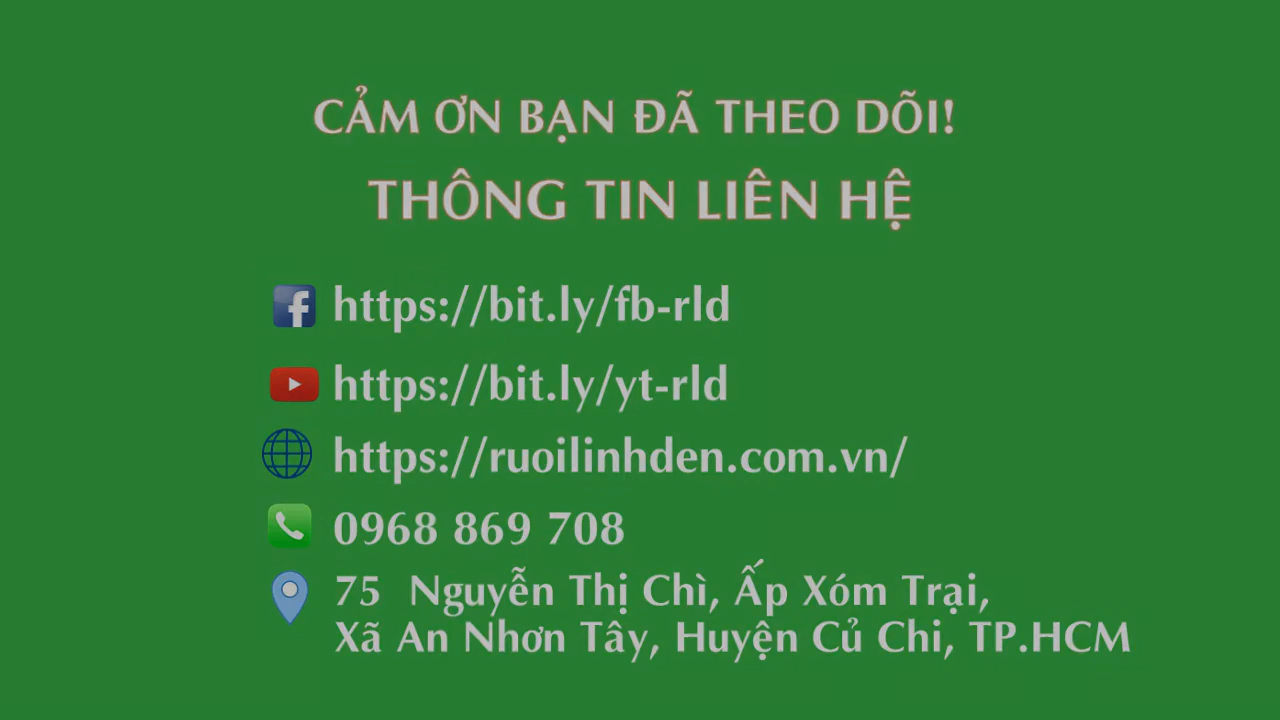 CẢM ƠN BẠN ĐÃ THEO DÕI!
THÔNG TIN LIÊN HỆ
https://bit.ly/fb-rld
https://bit.ly/yt-rld
https://ruoilinhden.com.vn/
0968 869 708
75 Nguyễn Thị Chì, Ấp Xóm Trại,
Xã An Nhơn Tây, Huyện Củ Chi, TP.HCM